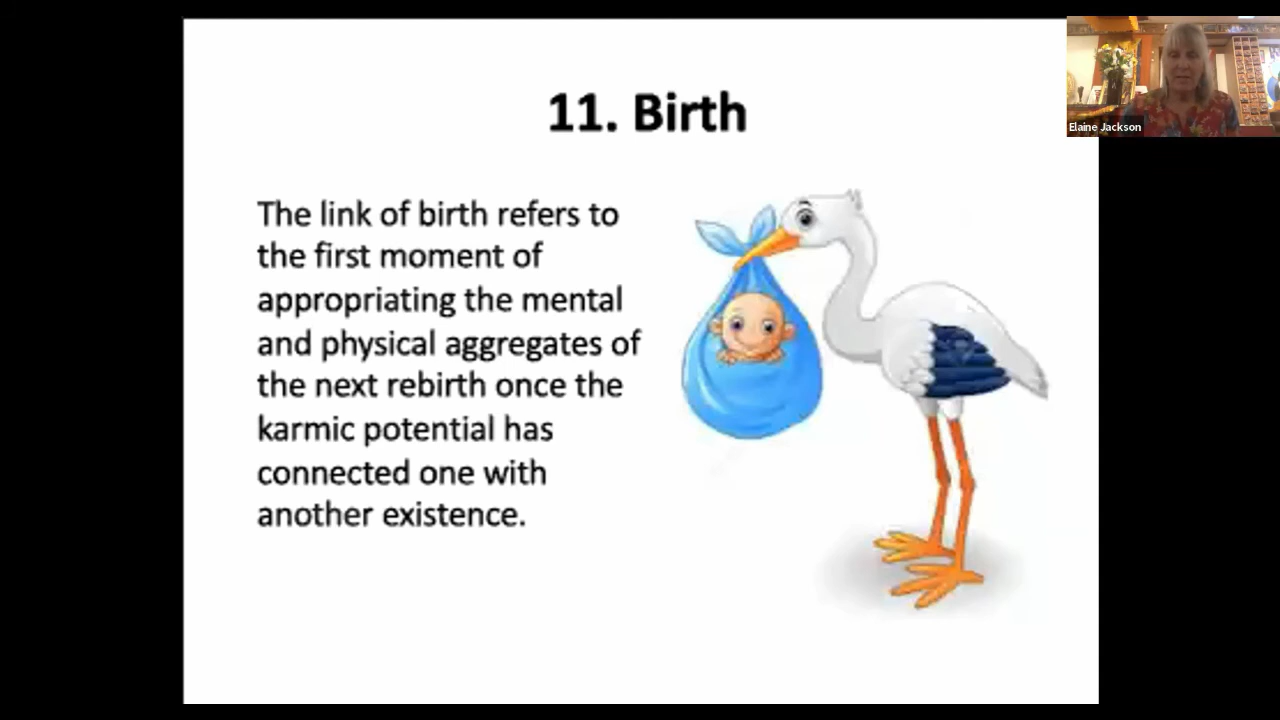 11. Birth
The link of birth refers to
the first moment of
appropriating the mental
and physical aggregates of
the next rebirth once the
karmic potential has
connected one with
another existence.
Elaine Jackson